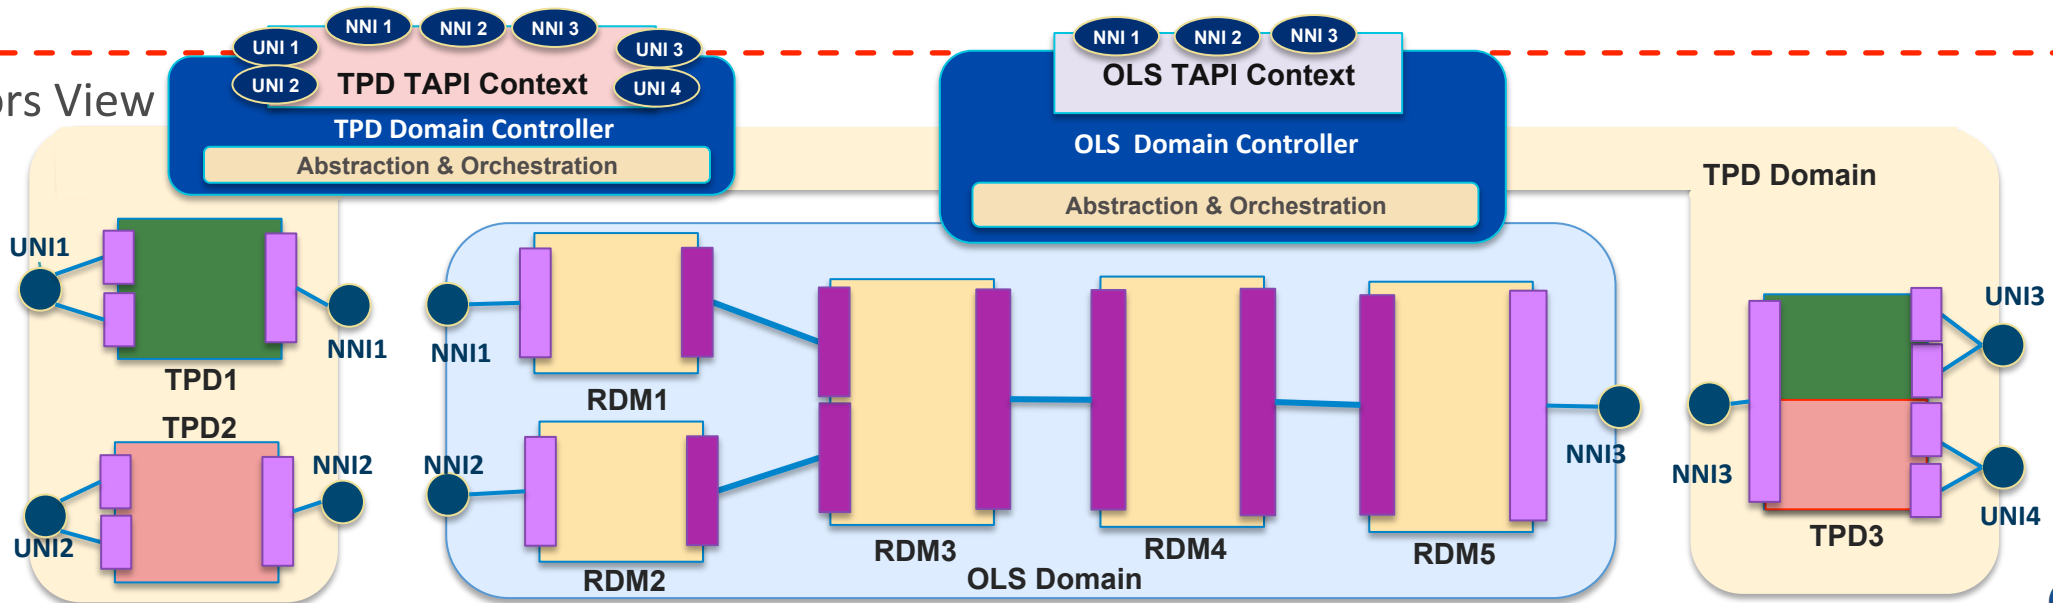 NNI 1
NNI 2
NNI 3
UNI 1
UNI 3
UNI 2
TPD TAPI Context
UNI 4
TPD Domain Controller
Abstraction & Orchestration
NNI 1
NNI 2
NNI 3
OLS TAPI Context
OLS Domain Controller
Abstraction & Orchestration
ors View
TPD Domain
UNI1
NNI1
TPD1
TPD2
NNI2
UNI2
NNI1
RDM1
NNI2
RDM2
RDM3
RDM4
RDM5
OLS Domain
NNI3
NNI3
UNI3
UNI4
TPD3